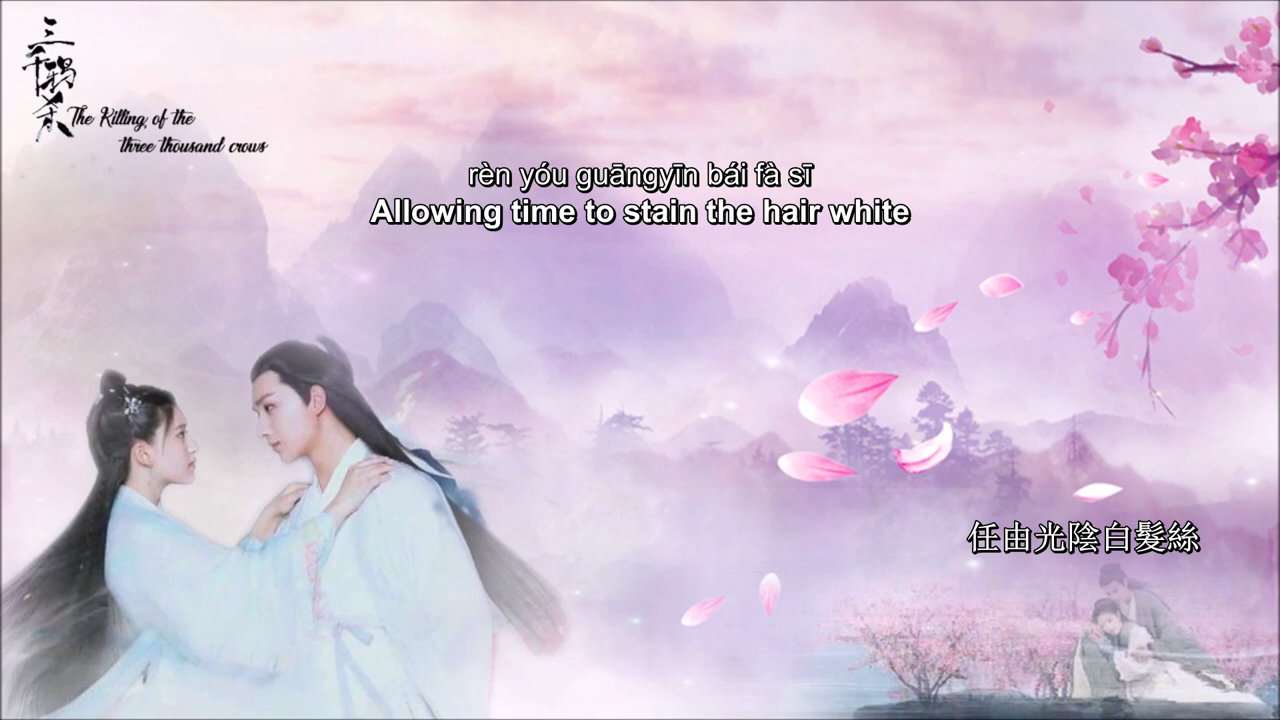 三千鴉杀
The Killing of the
three thousand crows
rèn yóu guāngyīn bái fà sī
Allowing time to stain the hair white
任由光陰白髮絲